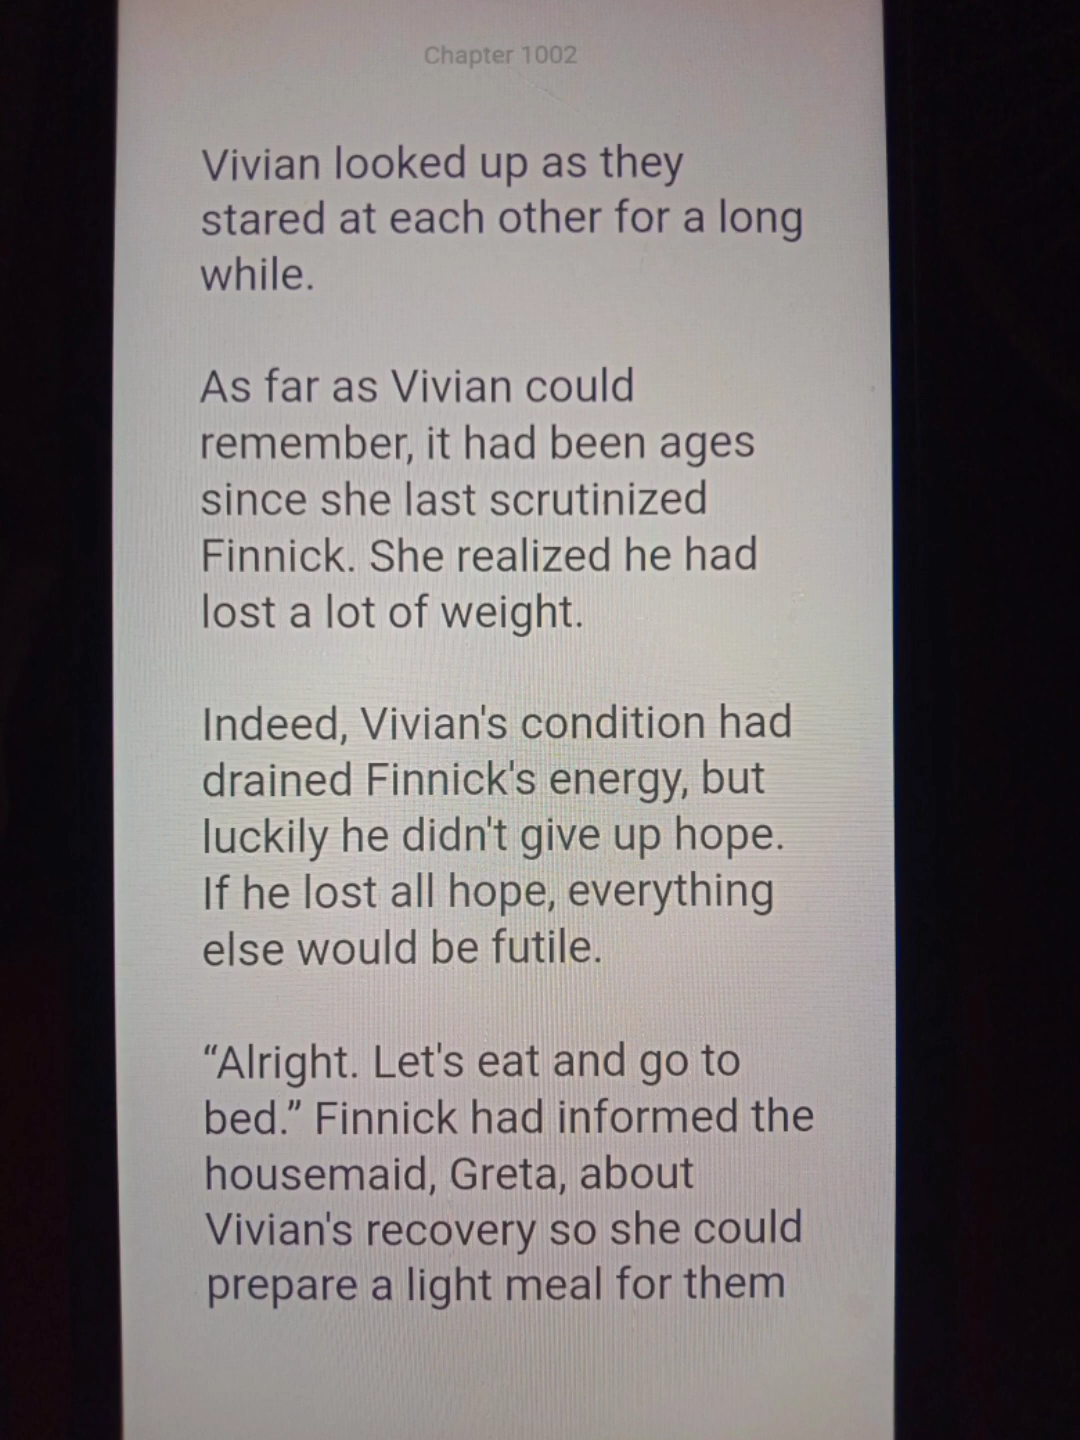 Chapter 1002
Vivian looked up as they
stared at each other for a long
while.
As far as Vivian could
remember, it had been ages
since she last scrutinized
Finnick. She realized he had
lost a lot of weight.
Indeed, Vivian's condition had
drained Finnick's energy, but
luckily he didn't give up hope.
If he lost all hope, everything
else would be futile.
“Alright. Let's eat and go to
bed.” Finnick had informed the
housemaid, Greta, about
Vivian's recovery so she could
prepare a light meal for them